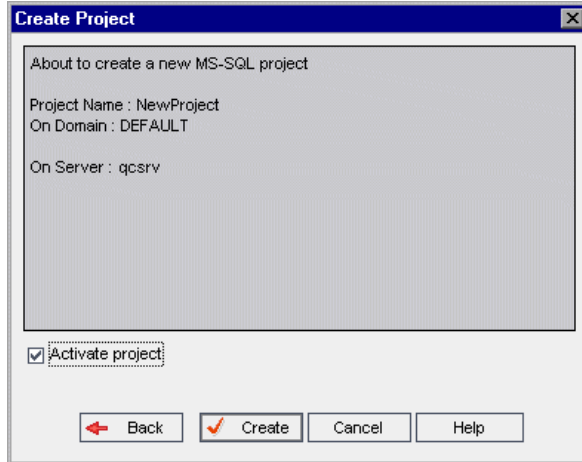 Create Project
About to create a new MS-SQL project
Project Name : NewProject
On Domain : DEFAULT
On Server : qcsrv
Activate project
Back
Create
Cancel
Help